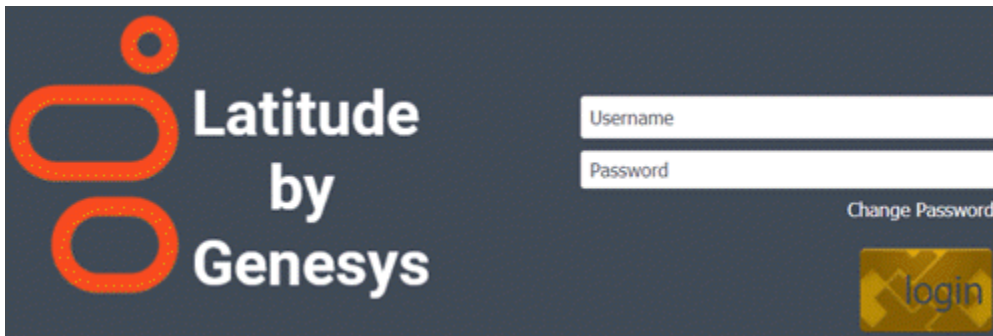 Latitude
by
Genesys
Username
Password
Change Password
login